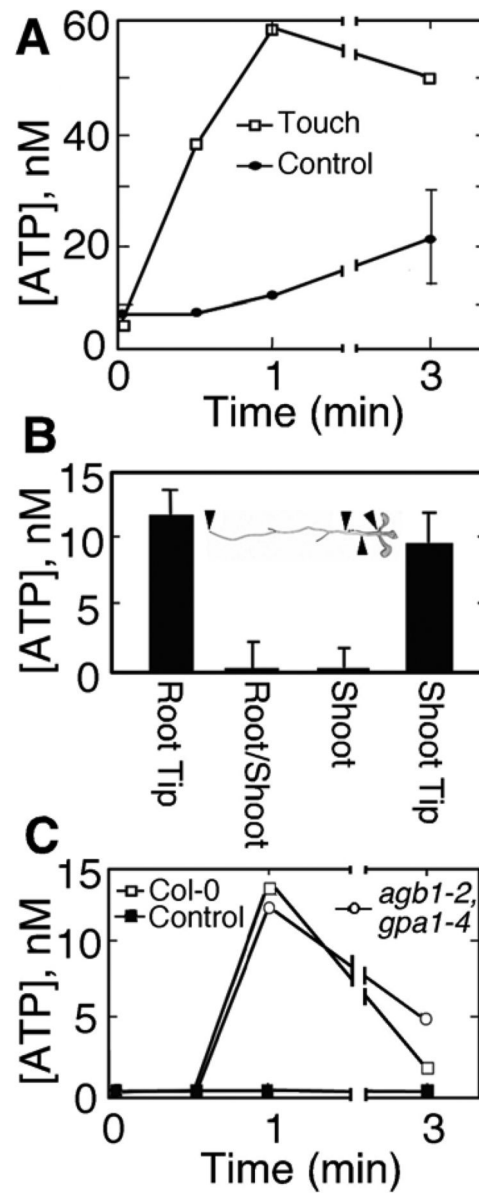 A
[ATP], nM
60
40
20
0
Touch
Control
0 1 3
Time (min)
B
[ATP], nM
15
10
5
0
Root Tip
Root/Shoot
Shoot
Shoot Tip
C
[ATP], nM
15
10
5
0
Col-0
Control
agb1-2,
gpa1-4
0 1 3
Time (min)